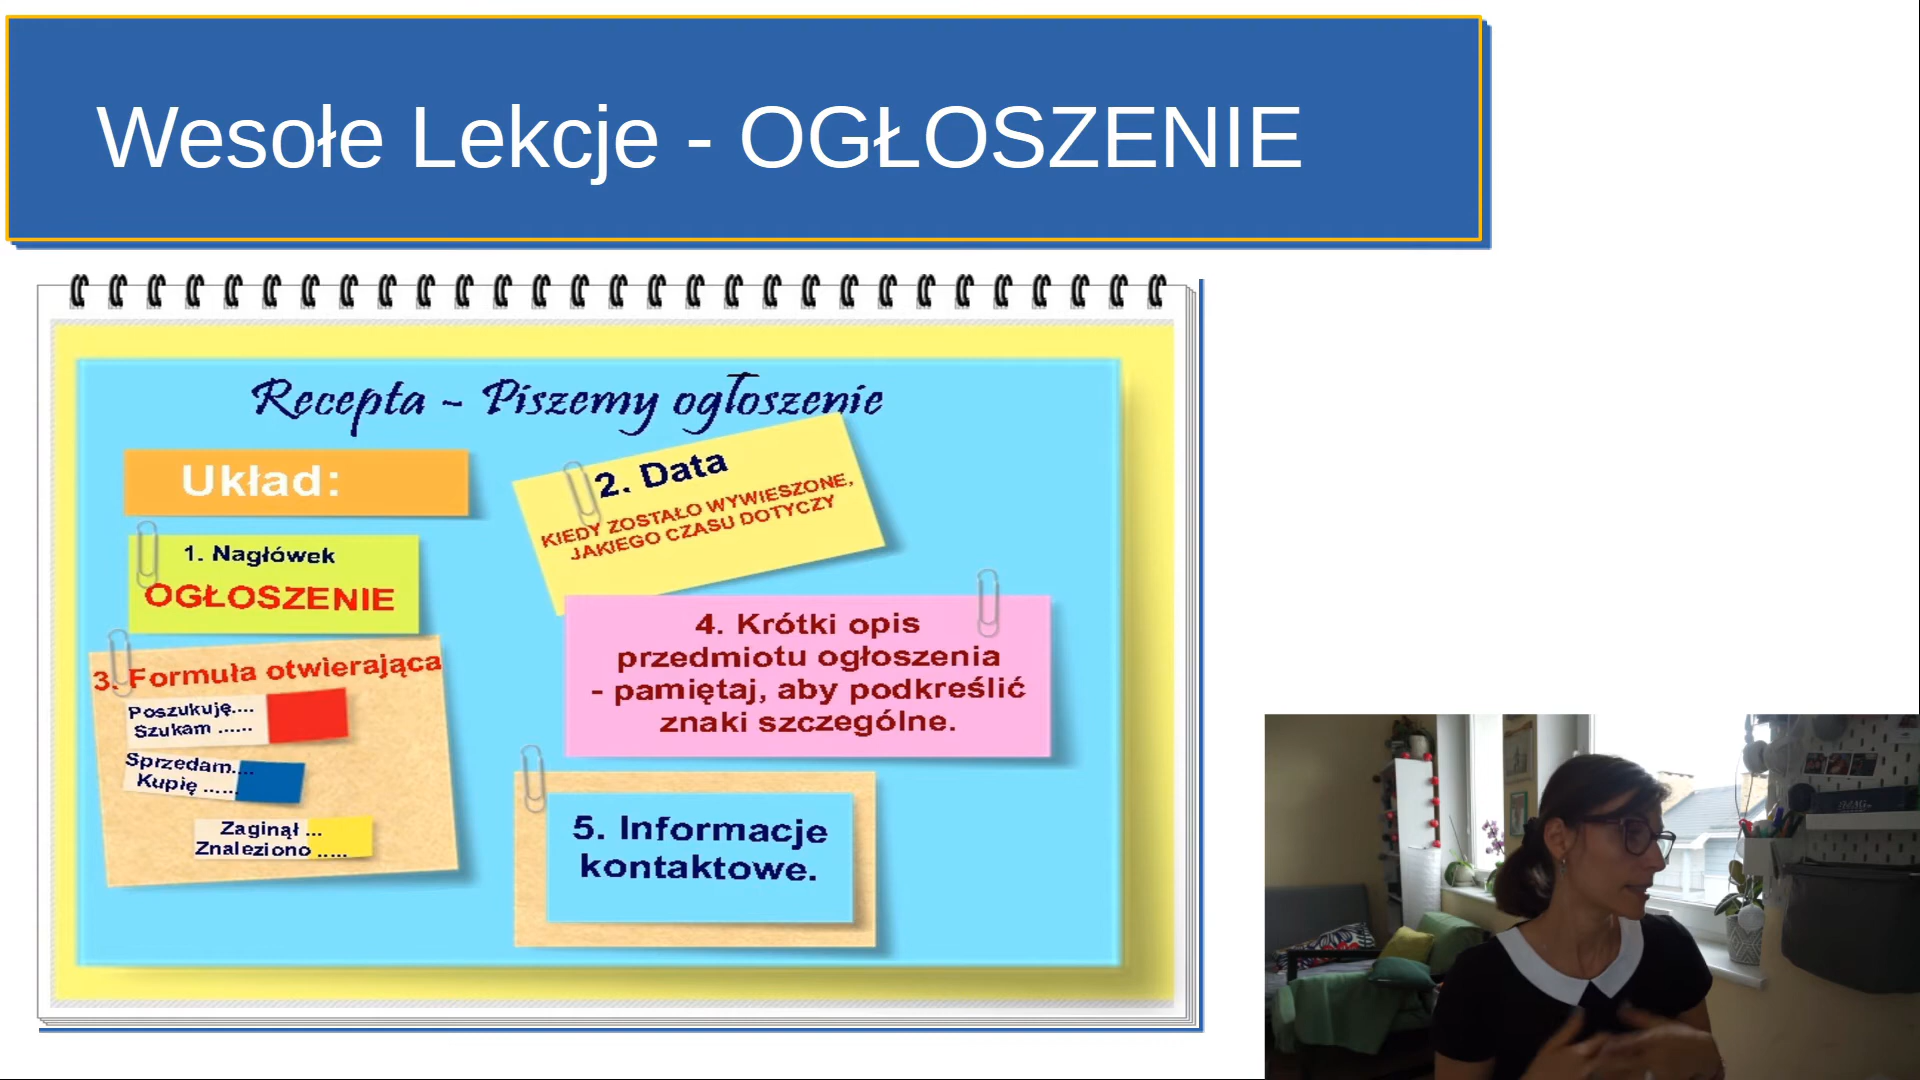 Wesołe Lekcje - OGŁOSZENIE
Recepta - Piszemy ogłoszenie
Układ:
1. Nagłówek
OGŁOSZENIE
2. Data
KIEDY ZOSTAŁO WYWIESZONE,
JAKIEGO CZASU DOTYCZY
3. Formuła otwierająca
Poszukuję....
Szukam ......
Sprzedam....
Kupię ......
Zaginął ...
Znaleziono .....
4. Krótki opis
przedmiotu ogłoszenia
- pamiętaj, aby podkreślić
znaki szczególne.
5. Informacje
kontaktowe.